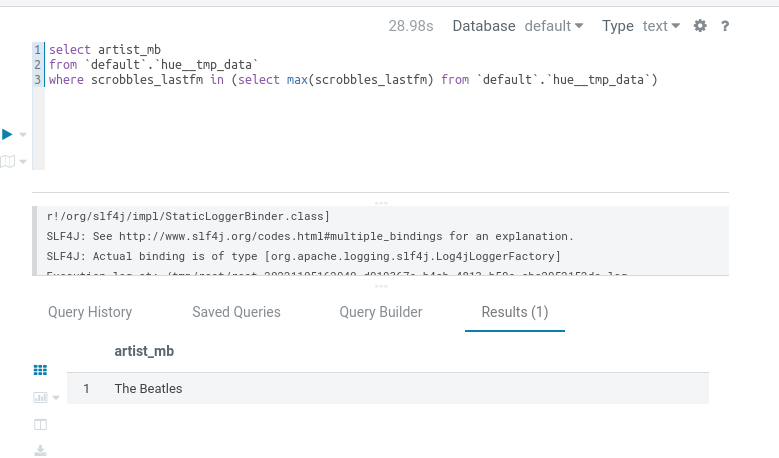 28.98s Database default Type text ?
1 select artist_mb
2 from `default`.`hue__tmp_data`
3 where scrobbles_lastfm in (select max(scrobbles_lastfm) from `default`.`hue__tmp_data`)
r!/org/slf4j/impl/StaticLoggerBinder.class]
SLF4J: See http://www.slf4j.org/codes.html#multiple_bindings for an explanation.
SLF4J: Actual binding is of type [org.apache.logging.slf4j.Log4jLoggerFactory]
Execution log at:
Query History Saved Queries Query Builder Results (1)
artist_mb
1 The Beatles